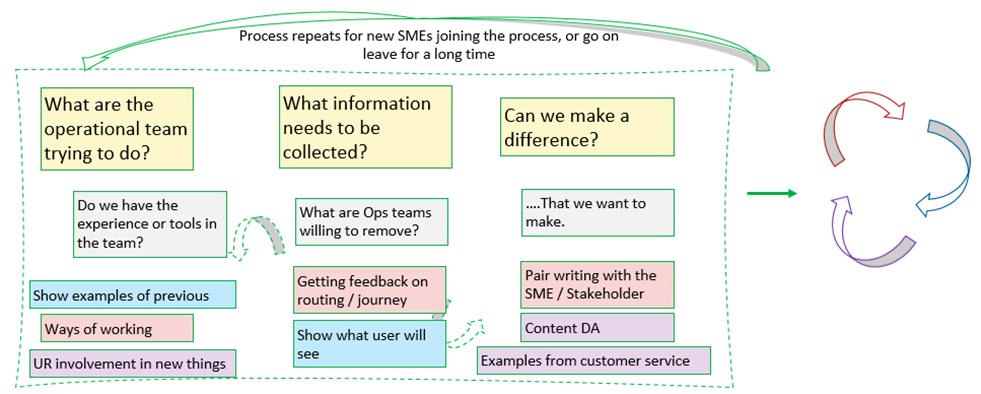 Process repeats for new SMEs joining the process, or go on
leave for a long time
What are the
operational team
trying to do?
What information
needs to be
collected?
Can we make a
difference?
Do we have the
experience or tools in
the team?
What are Ops teams
willing to remove?
....That we want to
make.
Show examples of previous
Ways of working
UR involvement in new things
Getting feedback on
routing / journey
Show what user will
see
Pair writing with the
SME / Stakeholder
Content DA
Examples from customer service